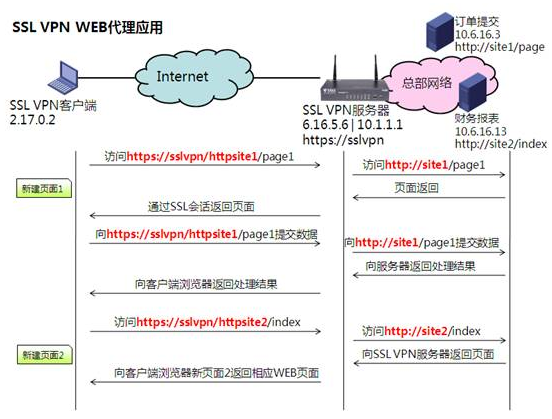 SSL VPN WEB代理应用
订单提交
10.6.16.3
http://site1/page
Internet
总部网络
SSL VPN客户端
2.17.0.2
SSL VPN服务器
6.16.5.6 | 10.1.1.1
https://sslvpn
财务报表
10.6.16.13
http://site2/index
访问https://sslvpn/httpsite1/page1
访问http://site1/page1
新建页面1
页面返回
通过SSL会话返回页面
向https://sslvpn/httpsite1/page1提交数据
向http://site1/page1提交数据
向服务器返回处理结果
向客户端浏览器返回处理结果
访问https://sslvpn/httpsite2/index
访问http://site2/index
新建页面2
向SSL VPN服务器返回页面
向客户端浏览器新页面2返回相应WEB页面